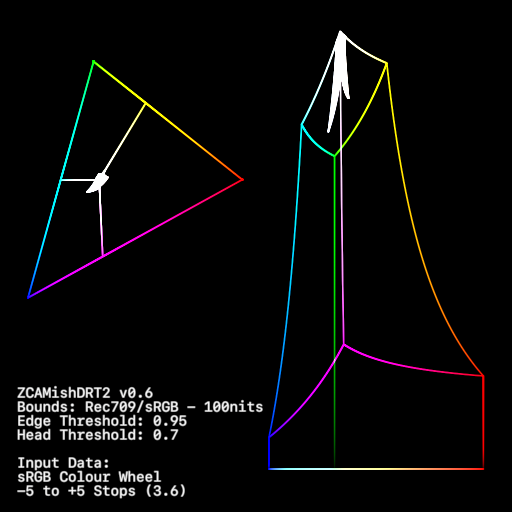 ZCAMishDRT2 v0.6
Bounds: Rec709/sRGB – 100nits
Edge Threshold: 0.95
Head Threshold: 0.7
Input Data:
sRGB Colour Wheel
–5 to +5 Stops (3.6)